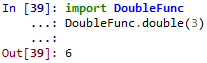 In [39]: import DoubleFunc
...: DoubleFunc.double(3)
...:
Out[39]: 6